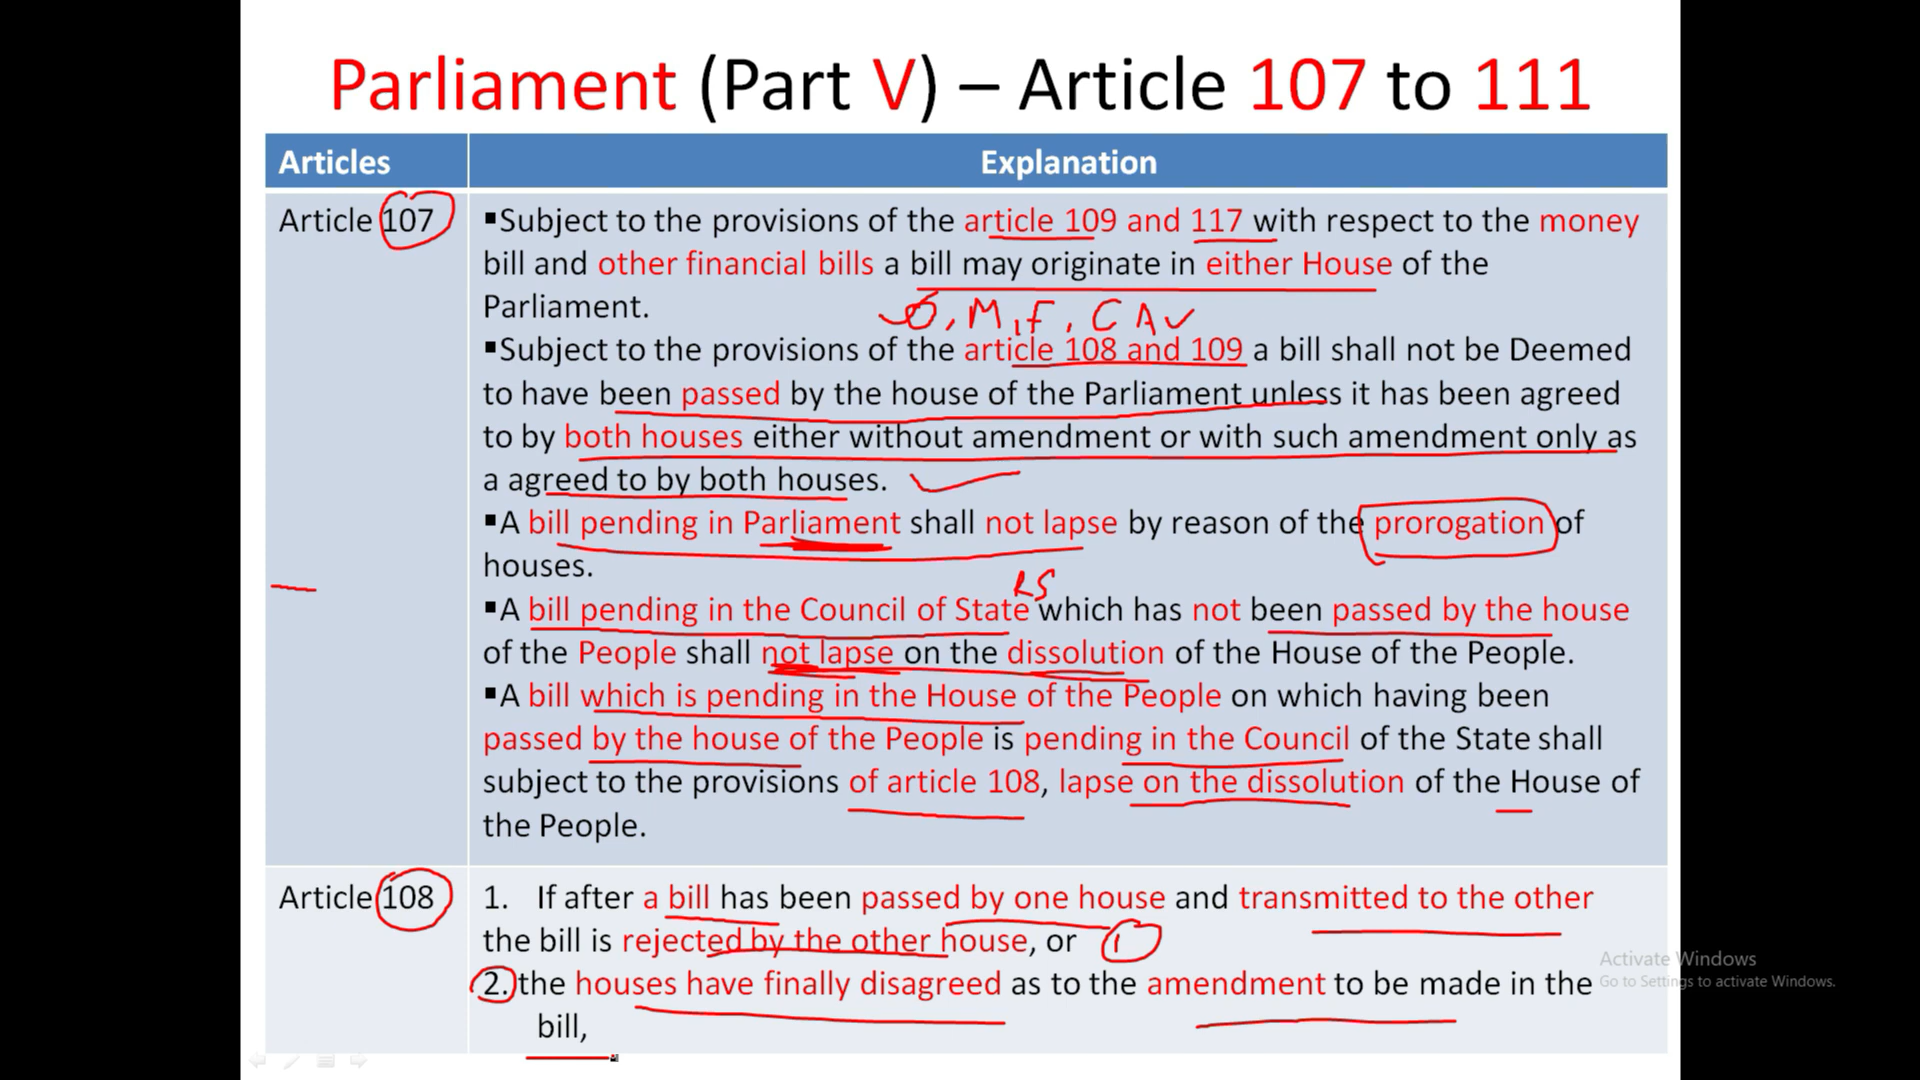 Parliament (Part V) – Article 107 to 111
Articles
Explanation
Article 107
▪Subject to the provisions of the article 109 and 117 with respect to the money
bill and other financial bills a bill may originate in either House of the
Parliament.
O, M, F, C A
▪Subject to the provisions of the article 108 and 109 a bill shall not be Deemed
to have been passed by the house of the Parliament unless it has been agreed
to by both houses either without amendment or with such amendment only as
a agreed to by both houses.
▪A bill pending in Parliament shall not lapse by reason of the prorogation of
houses.
RS
▪A bill pending in the Council of State which has not been passed by the house
of the People shall not lapse on the dissolution of the House of the People.
▪A bill which is pending in the House of the People on which having been
passed by the house of the People is pending in the Council of the State shall
subject to the provisions of article 108, lapse on the dissolution of the House of
the People.
Article 108
1. If after a bill has been passed by one house and transmitted to the other
the bill is rejected by the other house, or 1
2. the houses have finally disagreed as to the amendment to be made in the
bill,
Activate Windows
Go to Settings to activate Windows.